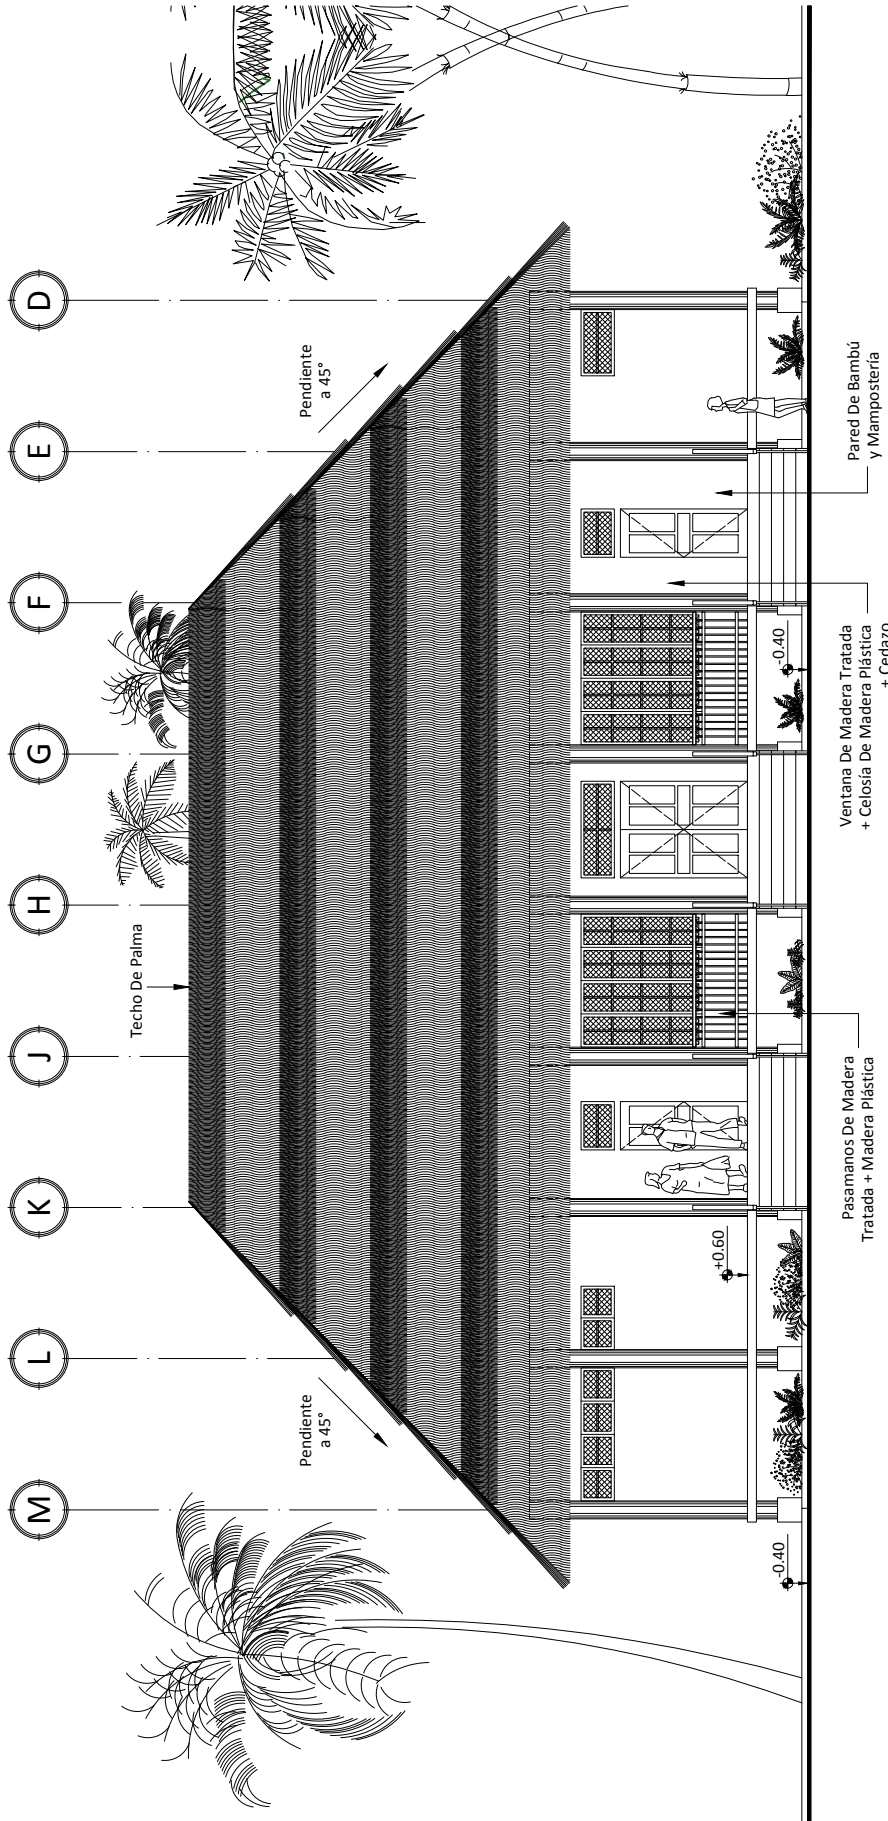 M
L
K
J
H
G
F
E
D
Techo De Palma
Pendiente
a 45°
Pendiente
a 45°
-0.40
+0.60
-0.40
Pasamanos De Madera
Tratada + Madera Plástica
Ventana De Madera Tratada
+ Celosía De Madera Plástica
+ Cedazo
Pared De Bambú
y Mampostería